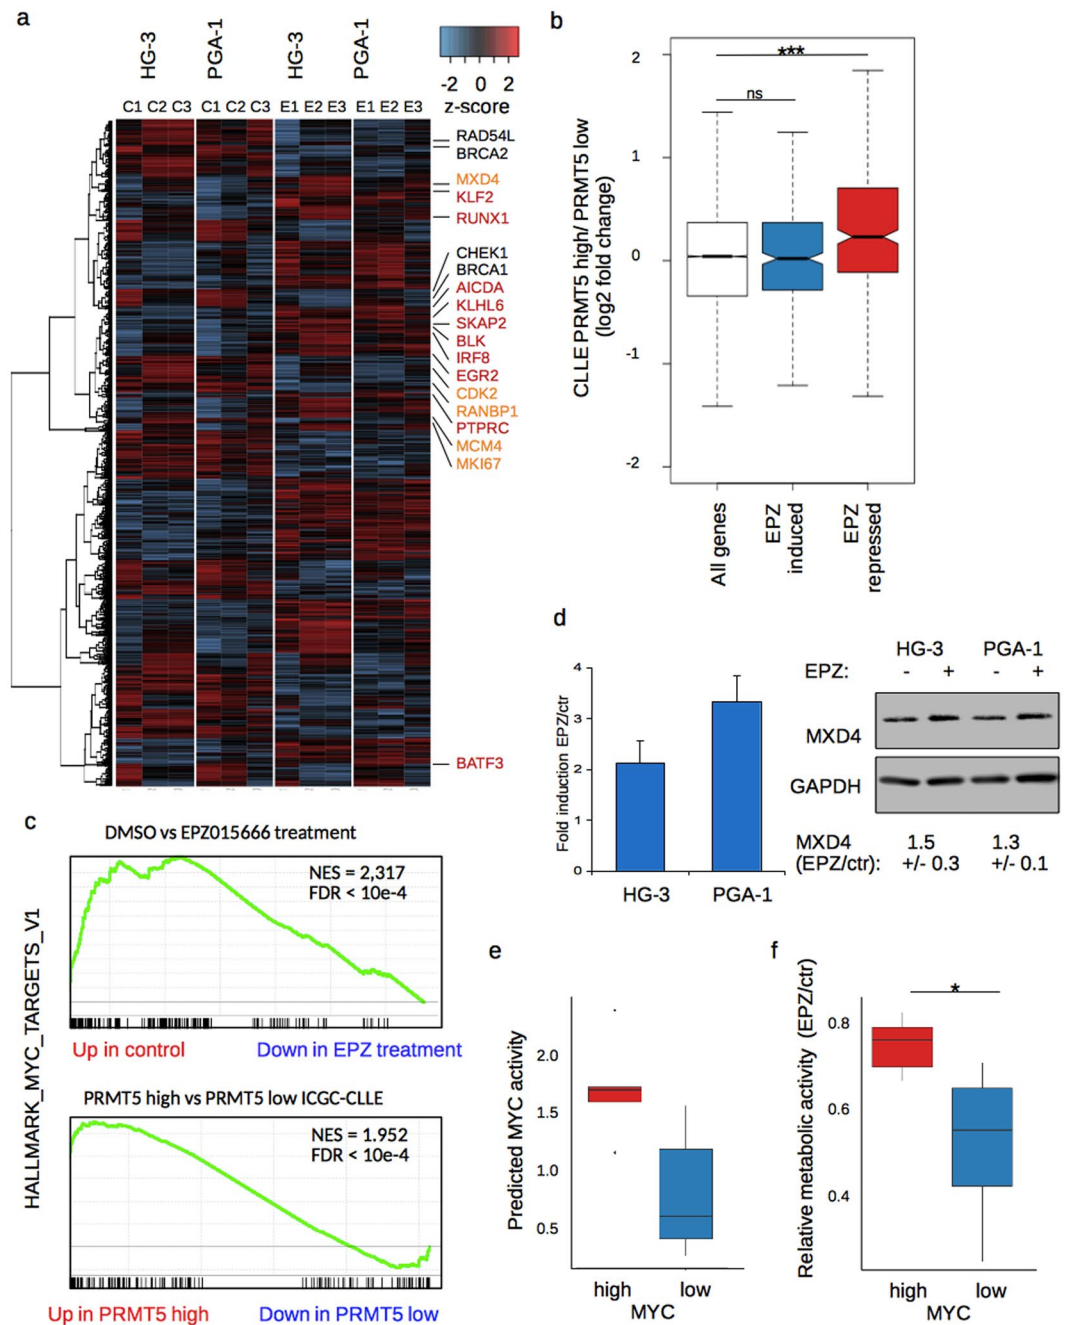 a
HG-3 PGA-1 HG-3 PGA-1
-2 0 2
z-score
C1 C2 C3 C1 C2 C3 E1 E2 E3 E1 E2 E3
RAD54L
BRCA2
MXD4
KLF2
RUNX1
CHEK1
BRCA1
AICDA
KLHL6
SKAP2
BLK
IRF8
EGR2
CDK2
RANBP1
PTPRC
MCM4
MKI67
BATF3
b
CLLE PRMT5 high/ PRMT5 low
(log2 fold change)
2
1
0
-1
-2
***
ns
All genes
EPZ
induced
EPZ
repressed
c
HALLMARK_MYC_TARGETS_V1
DMSO vs EPZ015666 treatment
NES = 2,317
FDR < 10e-4
Up in control Down in EPZ treatment
PRMT5 high vs PRMT5 low ICGC-CLLE
NES = 1.952
FDR < 10e-4
Up in PRMT5 high Down in PRMT5 low
d
Fold induction EPZ/ctr
4
3
2
1
0
HG-3 PGA-1
HG-3 PGA-1
EPZ: - + - +
MXD4
GAPDH
MXD4 1.5 1.3
(EPZ/ctr): +/- 0.3 +/- 0.1
e
Predicted MYC activity
2.0
1.5
1.0
0.5
high low
MYC
f
Relative metabolic activity (EPZ/ctr)
0.8
0.6
0.4
*
high low
MYC